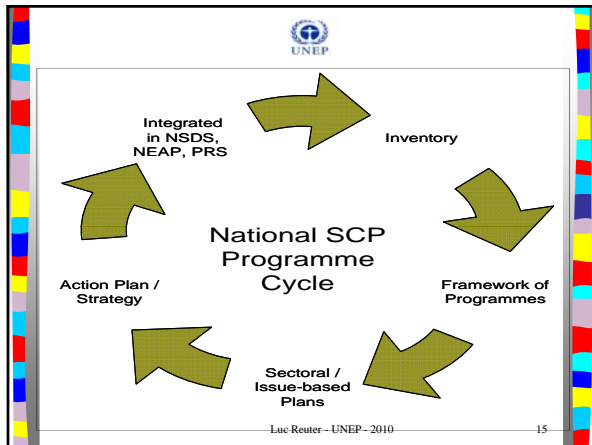 UNEP
Integrated
in NSDS,
NEAP, PRS
Inventory
National SCP
Programme
Cycle
Action Plan /
Strategy
Framework of
Programmes
Sectoral /
Issue-based
Plans
Luc Reuter - UNEP - 2010
15